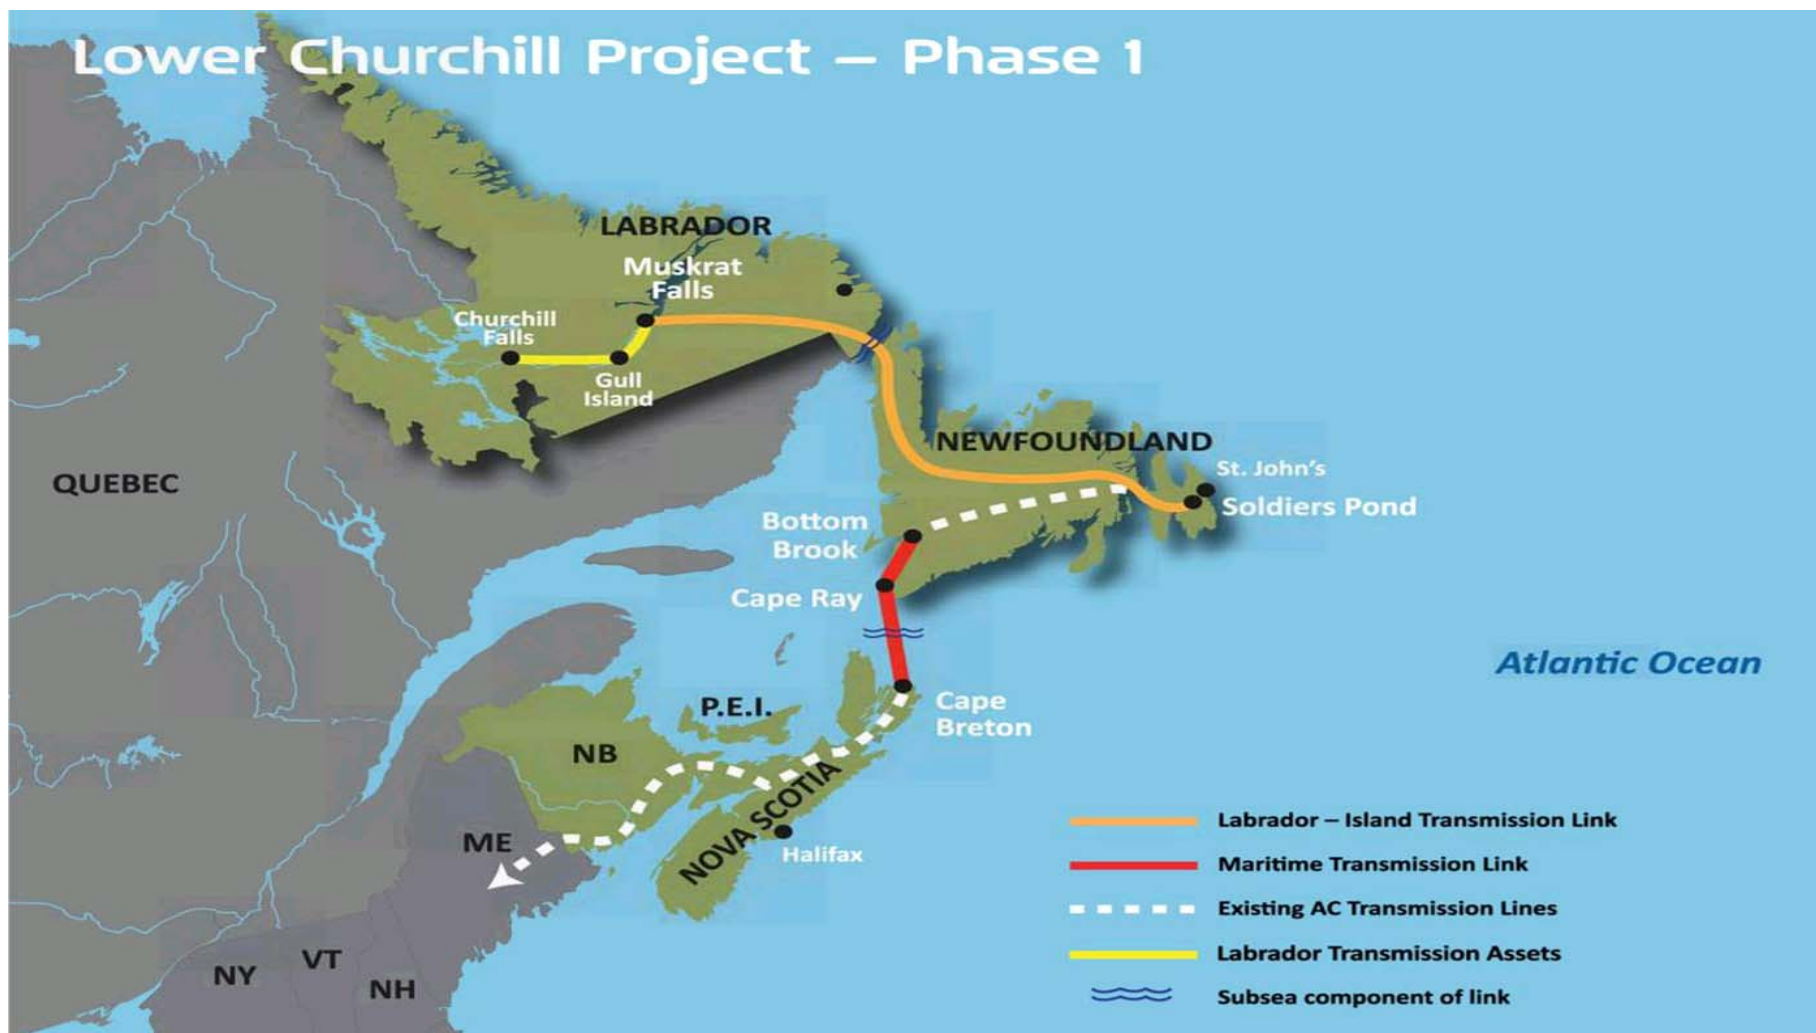 Lower Churchill Project – Phase 1
LABRADOR
Muskrat
Falls
Churchill
Falls
Gull
Island
QUEBEC
NEWFOUNDLAND
St. John's
Soldiers Pond
Bottom
Brook
Cape Ray
Atlantic Ocean
Cape
Breton
P.E.I.
NB
NOVA SCOTIA
Halifax
ME
VT
NY
NH
Labrador – Island Transmission Link
Maritime Transmission Link
Existing AC Transmission Lines
Labrador Transmission Assets
Subsea component of link